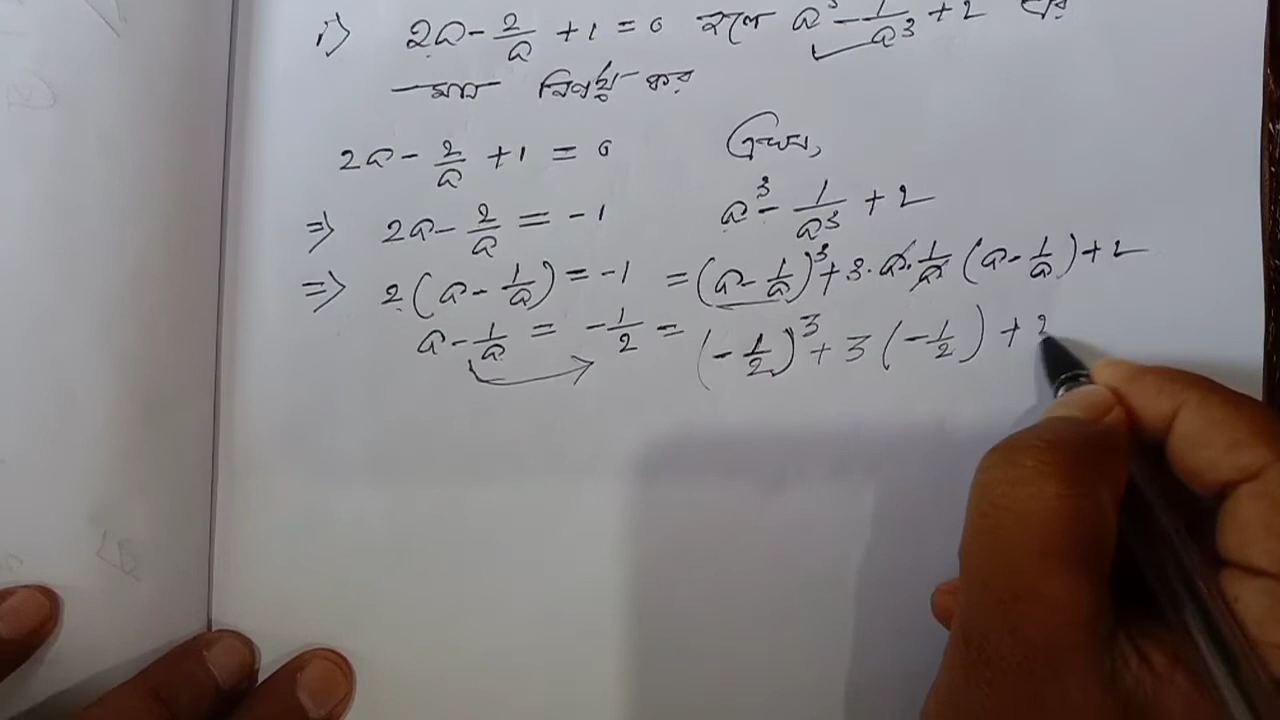 i) 2a - 2/a + 1 = 0 হলে a³ - 1/a³ + 2 এর
মান নির্ণয় কর
2a - 2/a + 1 = 0
⇒ 2a - 2/a = -1
⇒ 2(a - 1/a) = -1
a - 1/a = -1/2
a³ - 1/a³ + 2
= (a - 1/a)³ + 3·a·1/a (a - 1/a) + 2
= (-1/2)³ + 3(-1/2) + 2